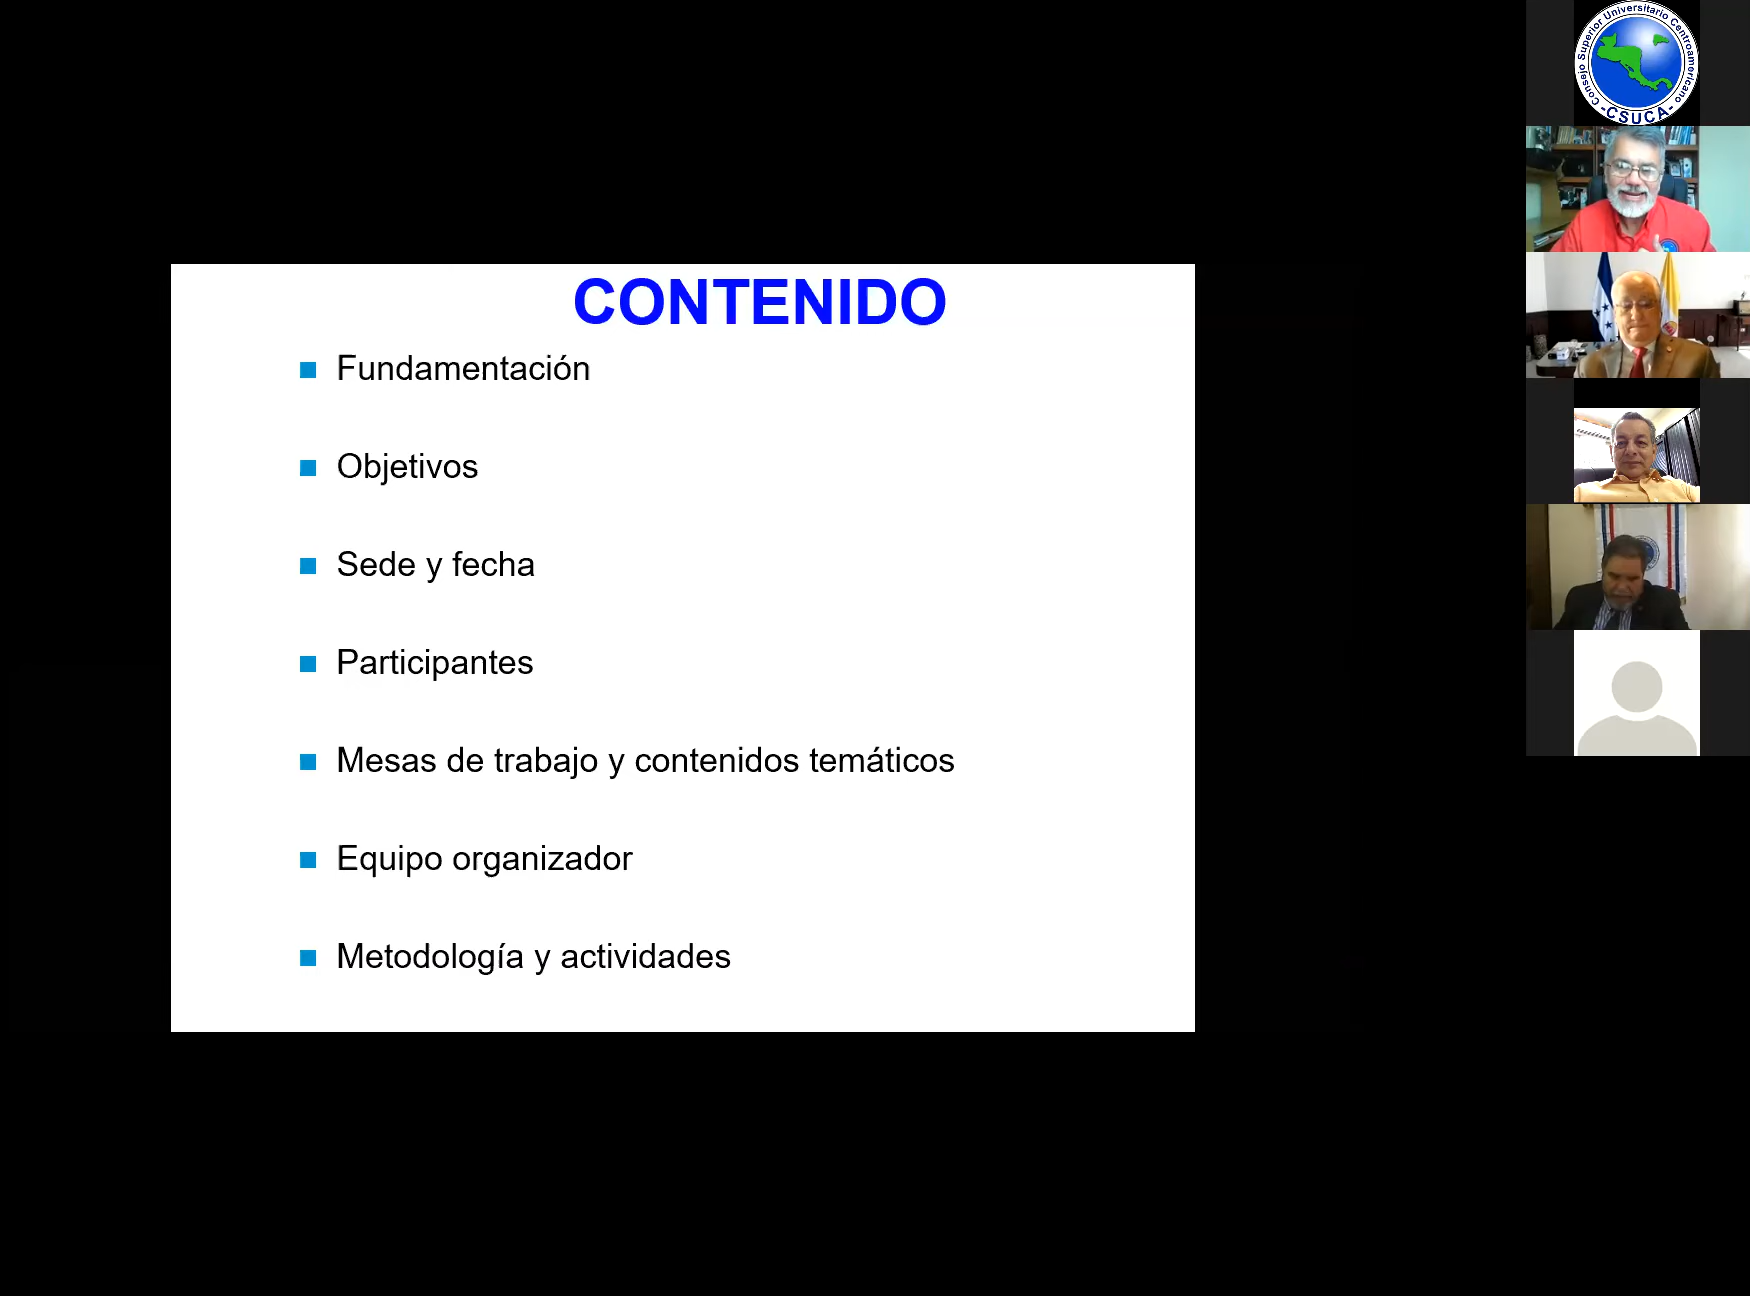 CONTENIDO
Fundamentación
Objetivos
Sede y fecha
Participantes
Mesas de trabajo y contenidos temáticos
Equipo organizador
Metodología y actividades
Consejo Superior Universitario Centroamericano
-CSUCA-